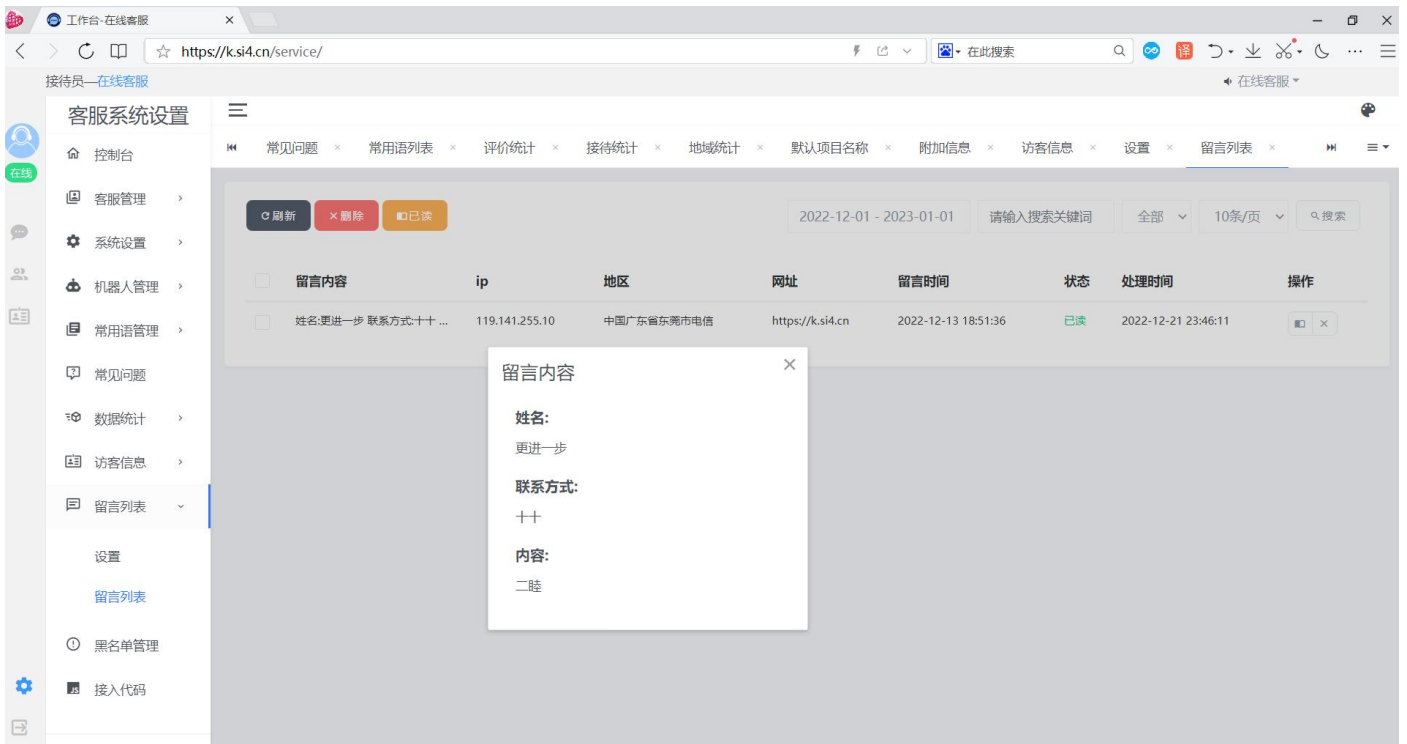 工作台-在线客服
https://k.si4.cn/service/
在此搜索
译
接待员—在线客服
在线客服
客服系统设置
在线
控制台
客服管理
系统设置
机器人管理
常用语管理
常见问题
数据统计
访客信息
留言列表
设置
留言列表
黑名单管理
JS 接入代码
常见问题 × 常用语列表 × 评价统计 × 接待统计 × 地域统计 × 默认项目名称 × 附加信息 × 访客信息 × 设置 × 留言列表 ×
刷新 ×删除 已读 2022-12-01 - 2023-01-01 请输入搜索关键词 全部 10条/页 搜索
留言内容 ip 地区 网址 留言时间 状态 处理时间 操作
姓名:更进一步 联系方式:十十 ... 119.141.255.10 中国广东省东莞市电信 https://k.si4.cn 2022-12-13 18:51:36 已读 2022-12-21 23:46:11
留言内容
姓名:
更进一步
联系方式:
十十
内容:
二睦